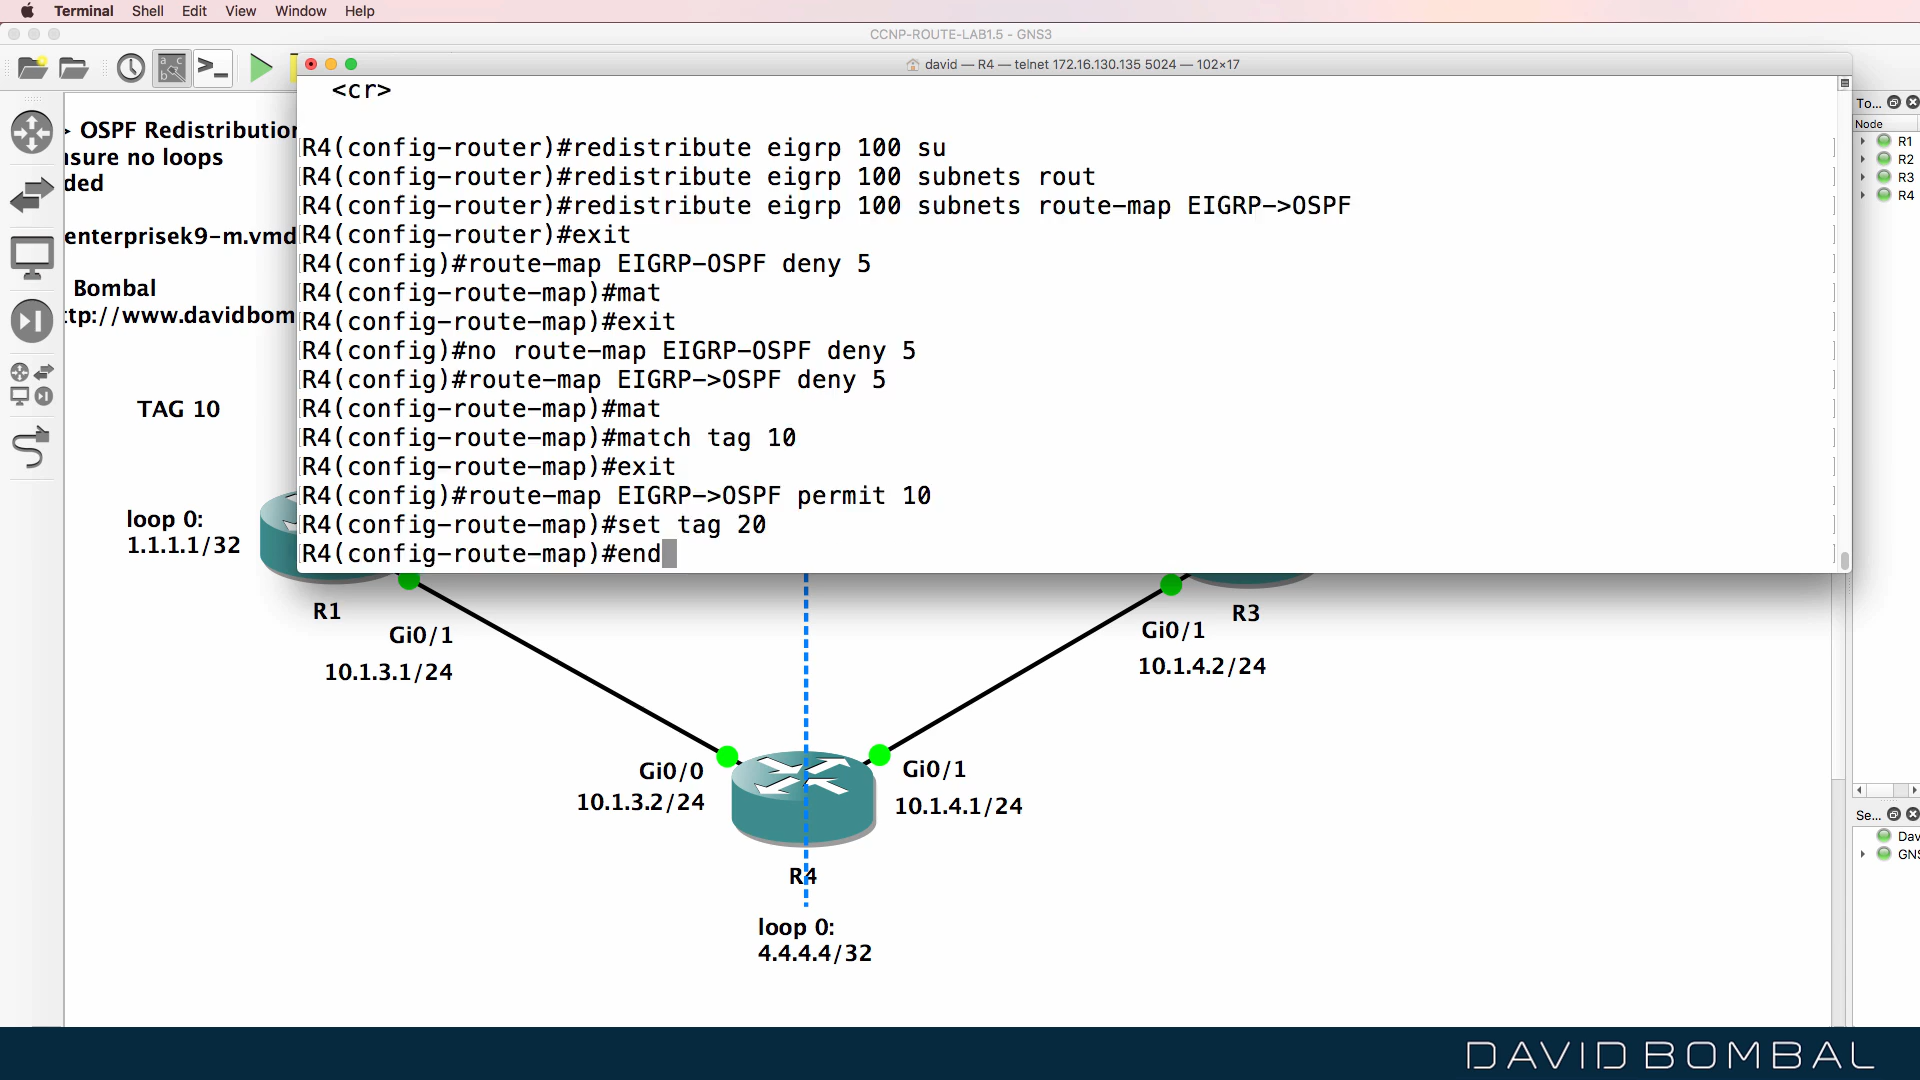 Terminal Shell Edit View Window Help
CCNP-ROUTE-LAB1.5 - GNS3
david — R4 — telnet 172.16.130.135 5024 — 102×17
<cr>
R4(config-router)#redistribute eigrp 100 su
R4(config-router)#redistribute eigrp 100 subnets rout
R4(config-router)#redistribute eigrp 100 subnets route-map EIGRP->OSPF
R4(config-router)#exit
R4(config)#route-map EIGRP-OSPF deny 5
R4(config-route-map)#mat
R4(config-route-map)#exit
R4(config)#no route-map EIGRP-OSPF deny 5
R4(config)#route-map EIGRP->OSPF deny 5
R4(config-route-map)#mat
R4(config-route-map)#match tag 10
R4(config-route-map)#exit
R4(config)#route-map EIGRP->OSPF permit 10
R4(config-route-map)#set tag 20
R4(config-route-map)#end
> OSPF Redistribution
nsure no loops
ded
enterprisek9-m.vmd
Bombal
ttp://www.davidbom
TAG 10
loop 0:
1.1.1.1/32
R1
Gi0/1
10.1.3.1/24
R3
Gi0/1
10.1.4.2/24
Gi0/0
10.1.3.2/24
Gi0/1
10.1.4.1/24
R4
loop 0:
4.4.4.4/32
To...
Node
R1
R2
R3
R4
Se...
Dav
GNS
DAVID BOMBAL